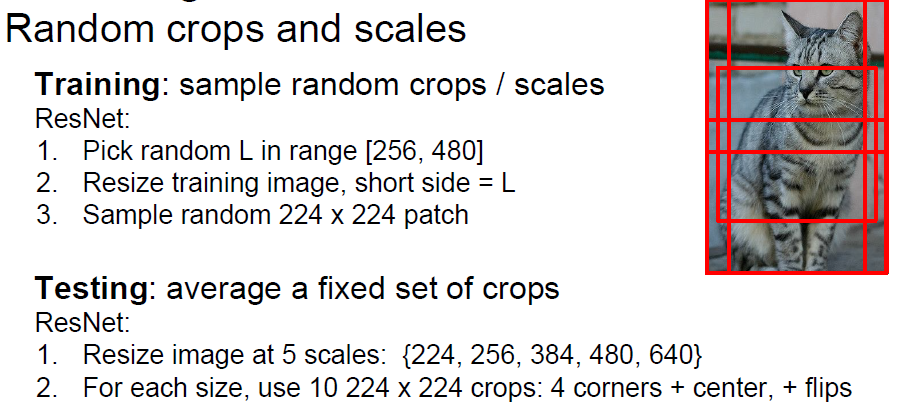 Random crops and scales
Training: sample random crops / scales
ResNet:
1. Pick random L in range [256, 480]
2. Resize training image, short side = L
3. Sample random 224 x 224 patch
Testing: average a fixed set of crops
ResNet:
1. Resize image at 5 scales: {224, 256, 384, 480, 640}
2. For each size, use 10 224 x 224 crops: 4 corners + center, + flips